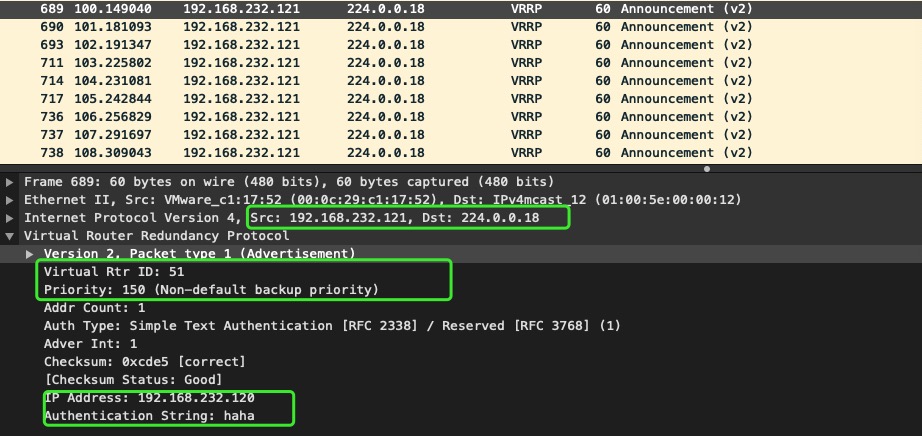 689 100.149040 192.168.232.121 224.0.0.18 VRRP 60 Announcement (v2)
690 101.181093 192.168.232.121 224.0.0.18 VRRP 60 Announcement (v2)
693 102.191347 192.168.232.121 224.0.0.18 VRRP 60 Announcement (v2)
711 103.225802 192.168.232.121 224.0.0.18 VRRP 60 Announcement (v2)
714 104.231081 192.168.232.121 224.0.0.18 VRRP 60 Announcement (v2)
717 105.242844 192.168.232.121 224.0.0.18 VRRP 60 Announcement (v2)
736 106.256829 192.168.232.121 224.0.0.18 VRRP 60 Announcement (v2)
737 107.291697 192.168.232.121 224.0.0.18 VRRP 60 Announcement (v2)
738 108.309043 192.168.232.121 224.0.0.18 VRRP 60 Announcement (v2)
Frame 689: 60 bytes on wire (480 bits), 60 bytes captured (480 bits)
Ethernet II, Src: VMware_c1:17:52 (00:0c:29:c1:17:52), Dst: IPv4mcast_12 (01:00:5e:00:00:12)
Internet Protocol Version 4, Src: 192.168.232.121, Dst: 224.0.0.18
Virtual Router Redundancy Protocol
Version 2, Packet type 1 (Advertisement)
Virtual Rtr ID: 51
Priority: 150 (Non-default backup priority)
Addr Count: 1
Auth Type: Simple Text Authentication [RFC 2338] / Reserved [RFC 3768] (1)
Adver Int: 1
Checksum: 0xcde5 [correct]
[Checksum Status: Good]
IP Address: 192.168.232.120
Authentication String: haha